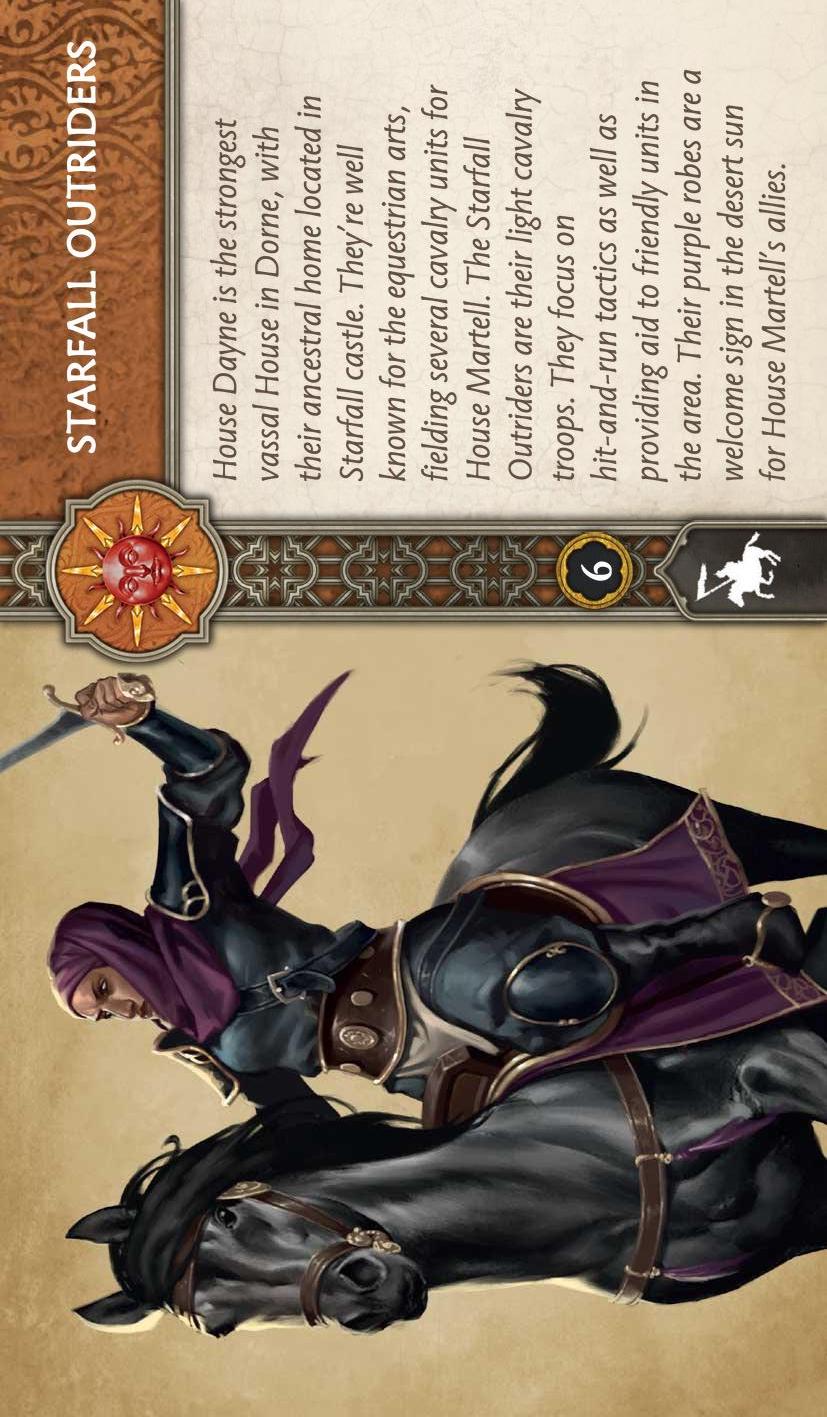 STARFALL OUTRIDERS
House Dayne is the strongest
vassal House in Dorne, with
their ancestral home located in
Starfall castle. They're well
known for the equestrian arts,
fielding several cavalry units for
House Martell. The Starfall
Outriders are their light cavalry
troops. They focus on
hit-and-run tactics as well as
providing aid to friendly units in
the area. Their purple robes are a
welcome sign in the desert sun
for House Martell's allies.
6